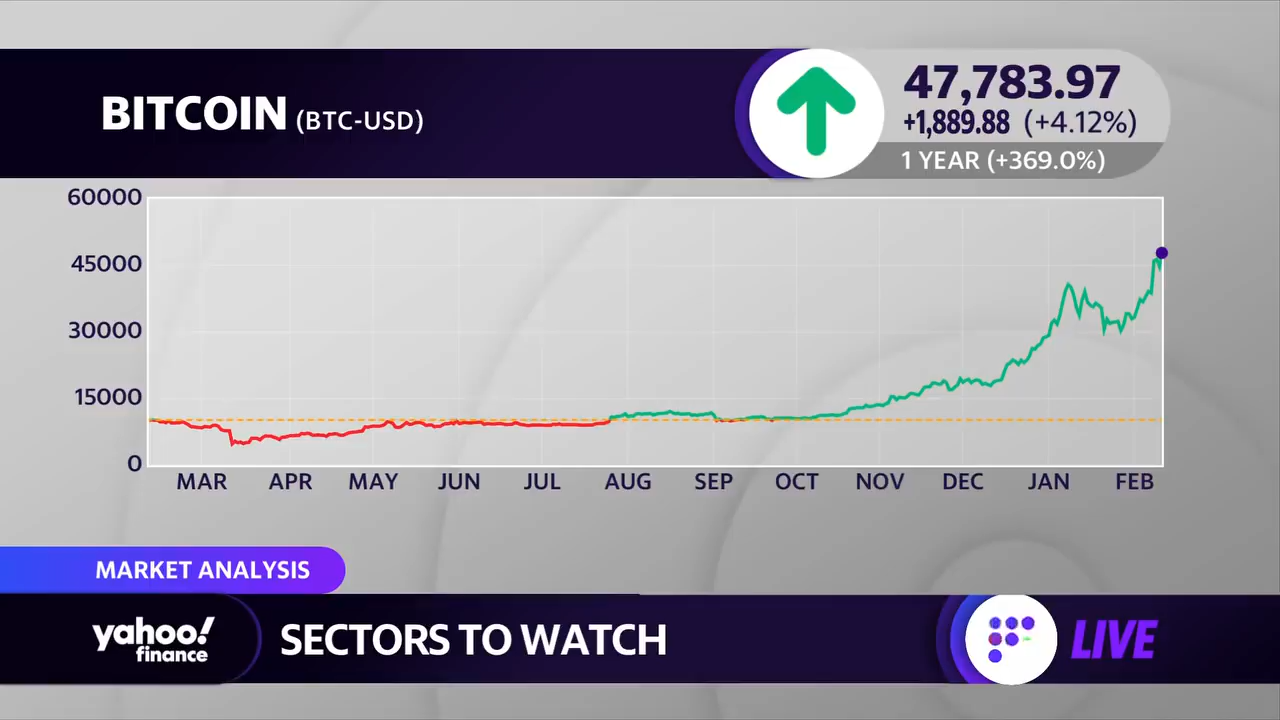 BITCOIN (BTC-USD)
47,783.97
+1,889.88 (+4.12%)
1 YEAR (+369.0%)
60000
45000
30000
15000
0
MAR APR MAY JUN JUL AUG SEP OCT NOV DEC JAN FEB
MARKET ANALYSIS
yahoo!
finance
SECTORS TO WATCH
LIVE